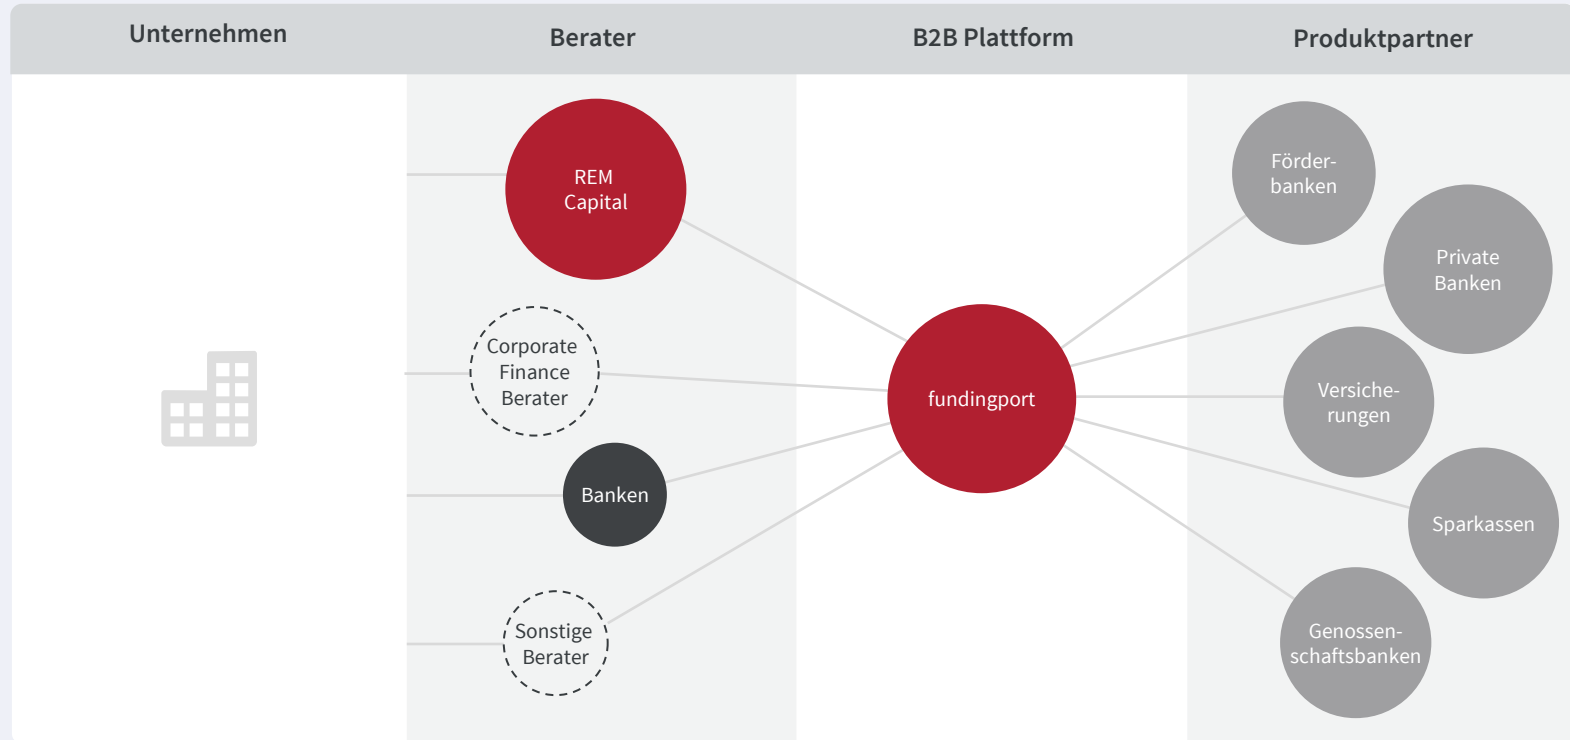 Unternehmen
Berater
B2B Plattform
Produktpartner
REM
Capital
Corporate
Finance
Berater
Banken
Sonstige
Berater
fundingport
Förder-
banken
Private
Banken
Versiche-
rungen
Sparkassen
Genossen-
schaftsbanken